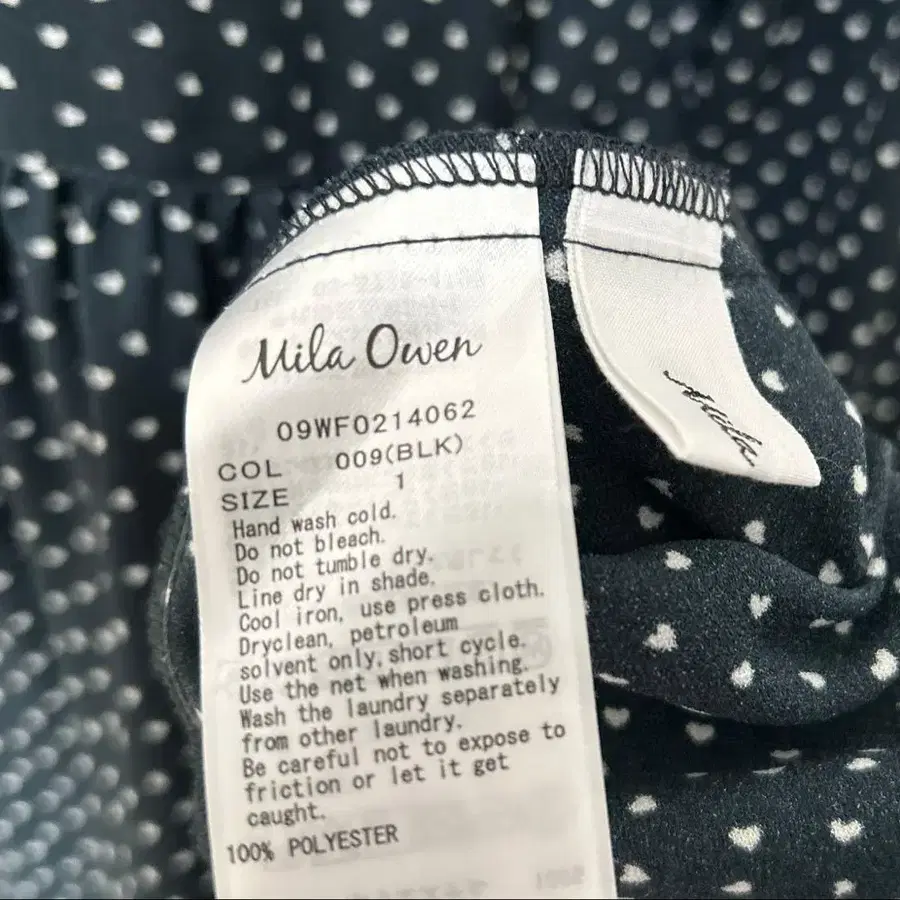 Mila Owen
09WF0214062
COL 009(BLK)
SIZE 1
Hand wash cold.
Do not bleach.
Do not tumble dry.
Line dry in shade.
Cool iron, use press cloth.
Dryclean, petroleum
solvent only, short cycle.
Use the net when washing.
Wash the laundry separately
from other laundry.
Be careful not to expose to
friction or let it get
caught.
100% POLYESTER
Mila